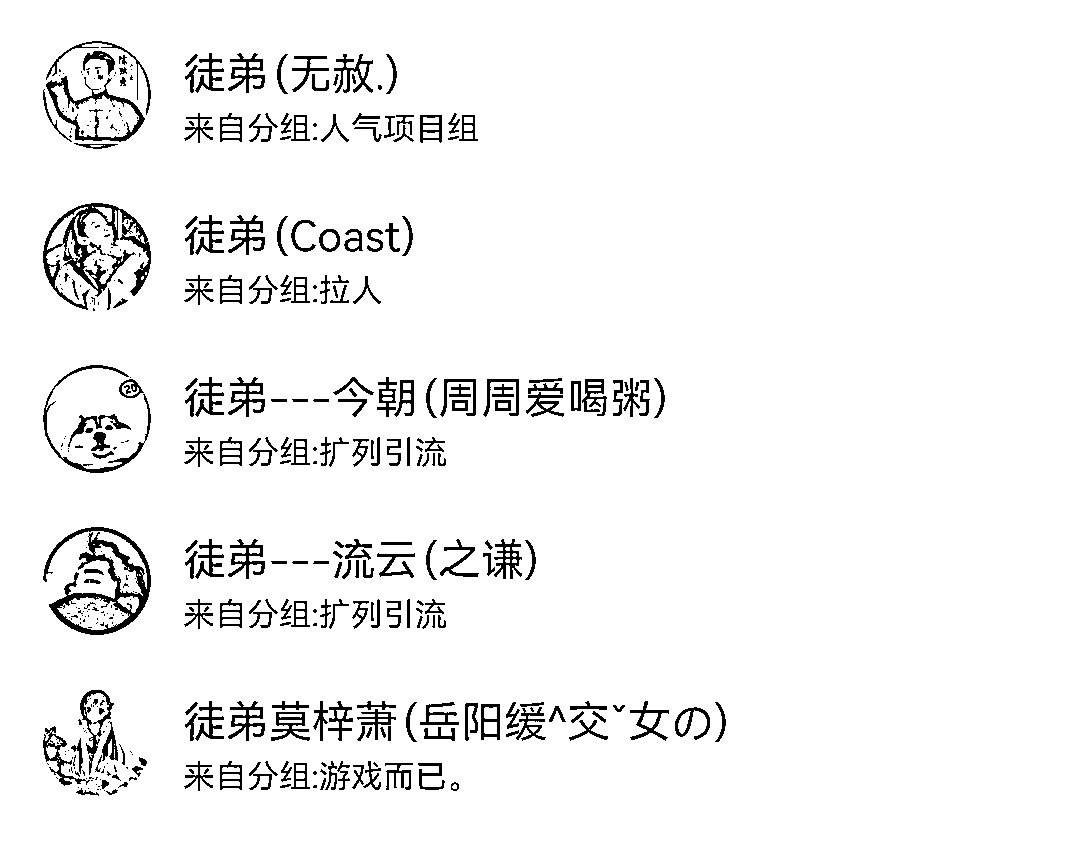 徒弟(无赦.)
来自分组:人气项目组
徒弟(Coast)
来自分组:拉人
20
徒弟---今朝(周周爱喝粥)
来自分组:扩列引流
徒弟---流云(之谦)
来自分组:扩列引流
徒弟莫梓萧(岳阳缓^交ˇ女の)
来自分组:游戏而已。